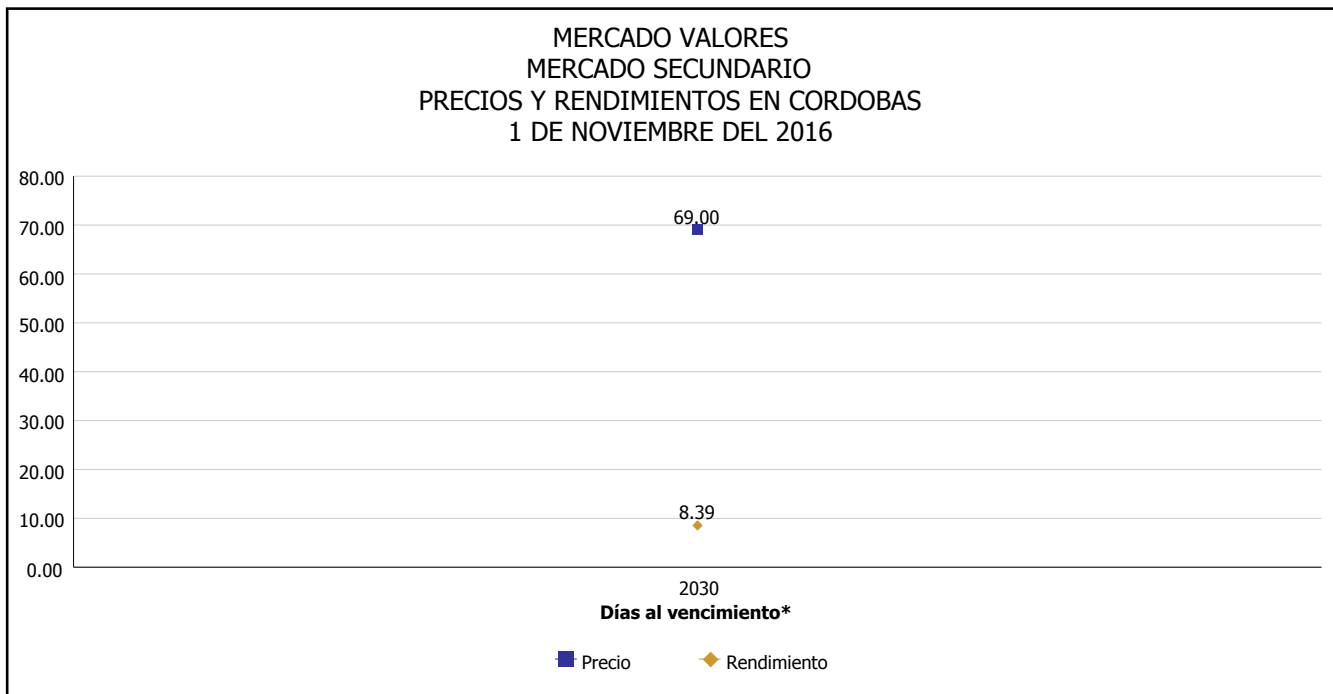 MERCADO VALORES
MERCADO SECUNDARIO
PRECIOS Y RENDIMIENTOS EN CORDOBAS
1 DE NOVIEMBRE DEL 2016
80.00
70.00
60.00
50.00
40.00
30.00
20.00
10.00
0.00
69.00
8.39
2030
Días al vencimiento*
Precio
Rendimiento